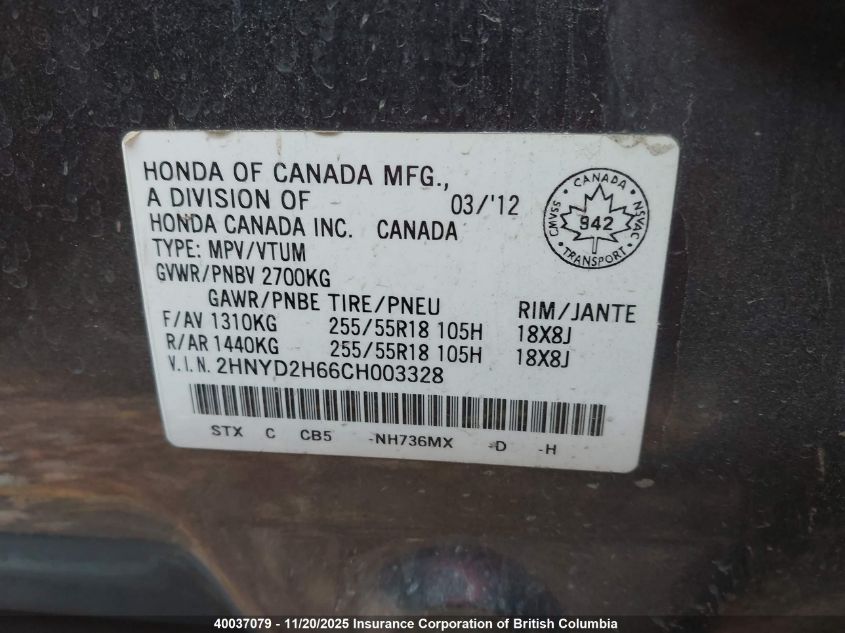 HONDA OF CANADA MFG.,
A DIVISION OF 03/'12
HONDA CANADA INC. CANADA
TYPE: MPV/VTUM
GVWR/PNBV 2700KG
GAWR/PNBE TIRE/PNEU RIM/JANTE
F/AV 1310KG 255/55R18 105H 18X8J
R/AR 1440KG 255/55R18 105H 18X8J
V.I.N. 2HNYD2H66CH003328
STX C CB5 -NH736MX -D -H
CANADA
CMVSS 942 NSVAC
TRANSPORT
40037079 - 11/20/2025 Insurance Corporation of British Columbia